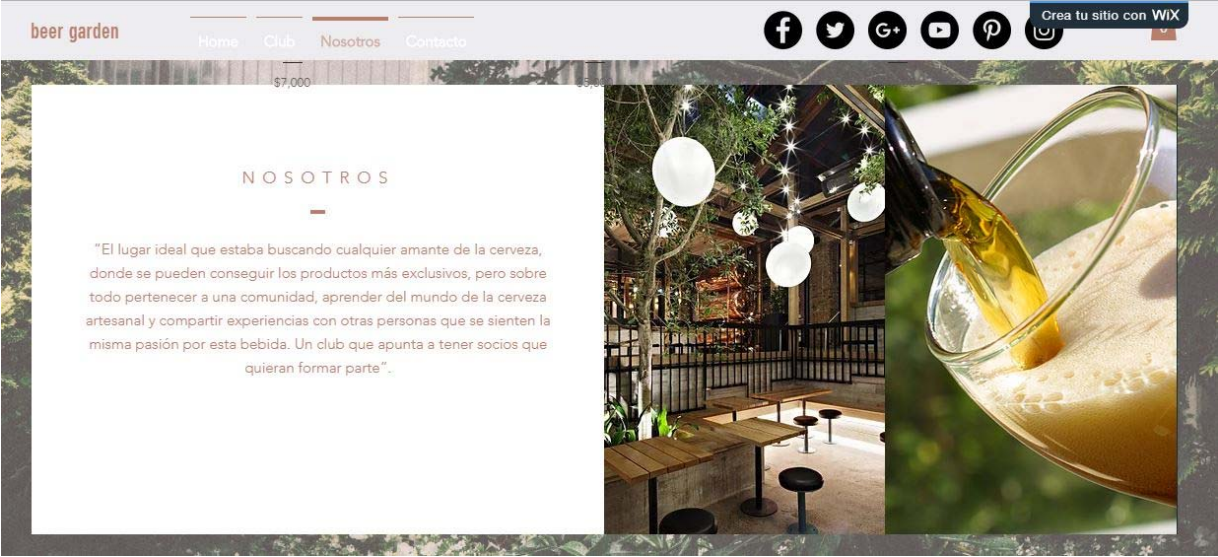 beer garden
Home Club Nosotros Contacto
Crea tu sitio con WiX
$7,000
NOSOTROS
“El lugar ideal que estaba buscando cualquier amante de la cerveza,
donde se pueden conseguir los productos más exclusivos, pero sobre
todo pertenecer a una comunidad, aprender del mundo de la cerveza
artesanal y compartir experiencias con otras personas que se sienten la
misma pasión por esta bebida. Un club que apunta a tener socios que
quieran formar parte”.